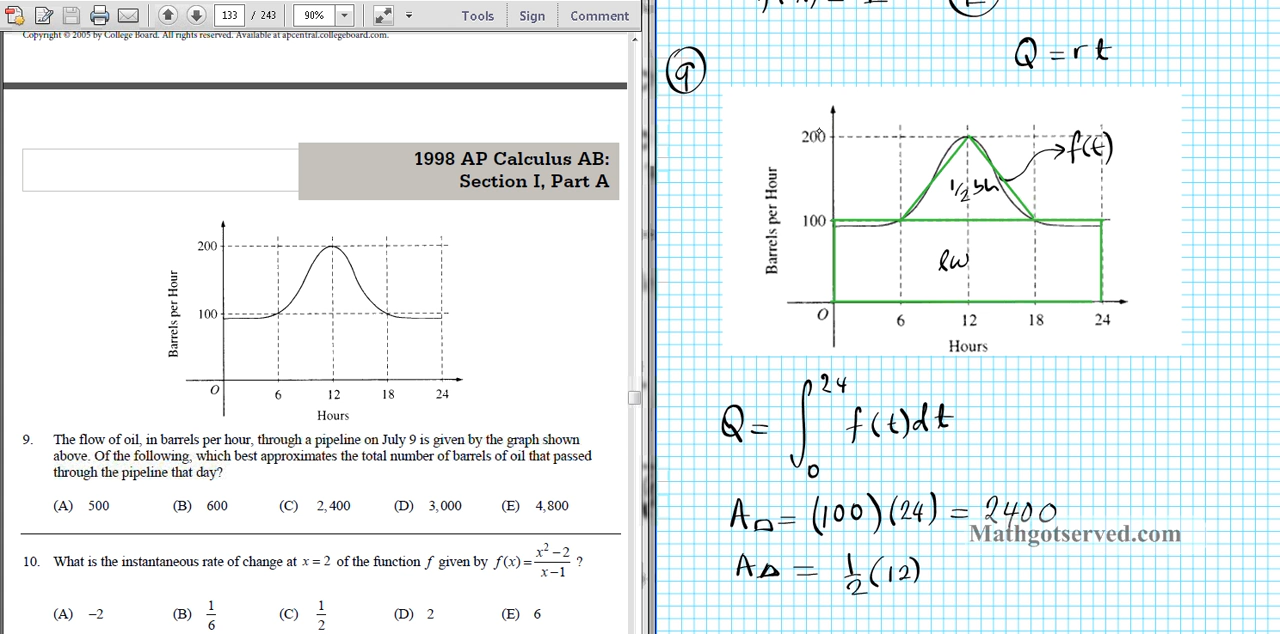 133 / 243 90% Tools Sign Comment
Copyright © 2005 by College Board. All rights reserved. Available at apcentral.collegeboard.com.
1998 AP Calculus AB:
Section I, Part A
200
100
Barrels per Hour
O
6 12 18 24
Hours
9. The flow of oil, in barrels per hour, through a pipeline on July 9 is given by the graph shown
above. Of the following, which best approximates the total number of barrels of oil that passed
through the pipeline that day?
(A) 500 (B) 600 (C) 2,400 (D) 3,000 (E) 4,800
10. What is the instantaneous rate of change at x = 2 of the function f given by f(x) = (x² − 2)/(x − 1) ?
(A) −2 (B) 1/6 (C) 1/2 (D) 2 (E) 6
9
Q = r t
200
100
Barrels per Hour
f(t)
1/2 bh
lw
O
6 12 18 24
Hours
Q = ∫₀²⁴ f(t)dt
A▭ = (100)(24) = 2400
Mathgotserved.com
A△ = 1/2 (12)